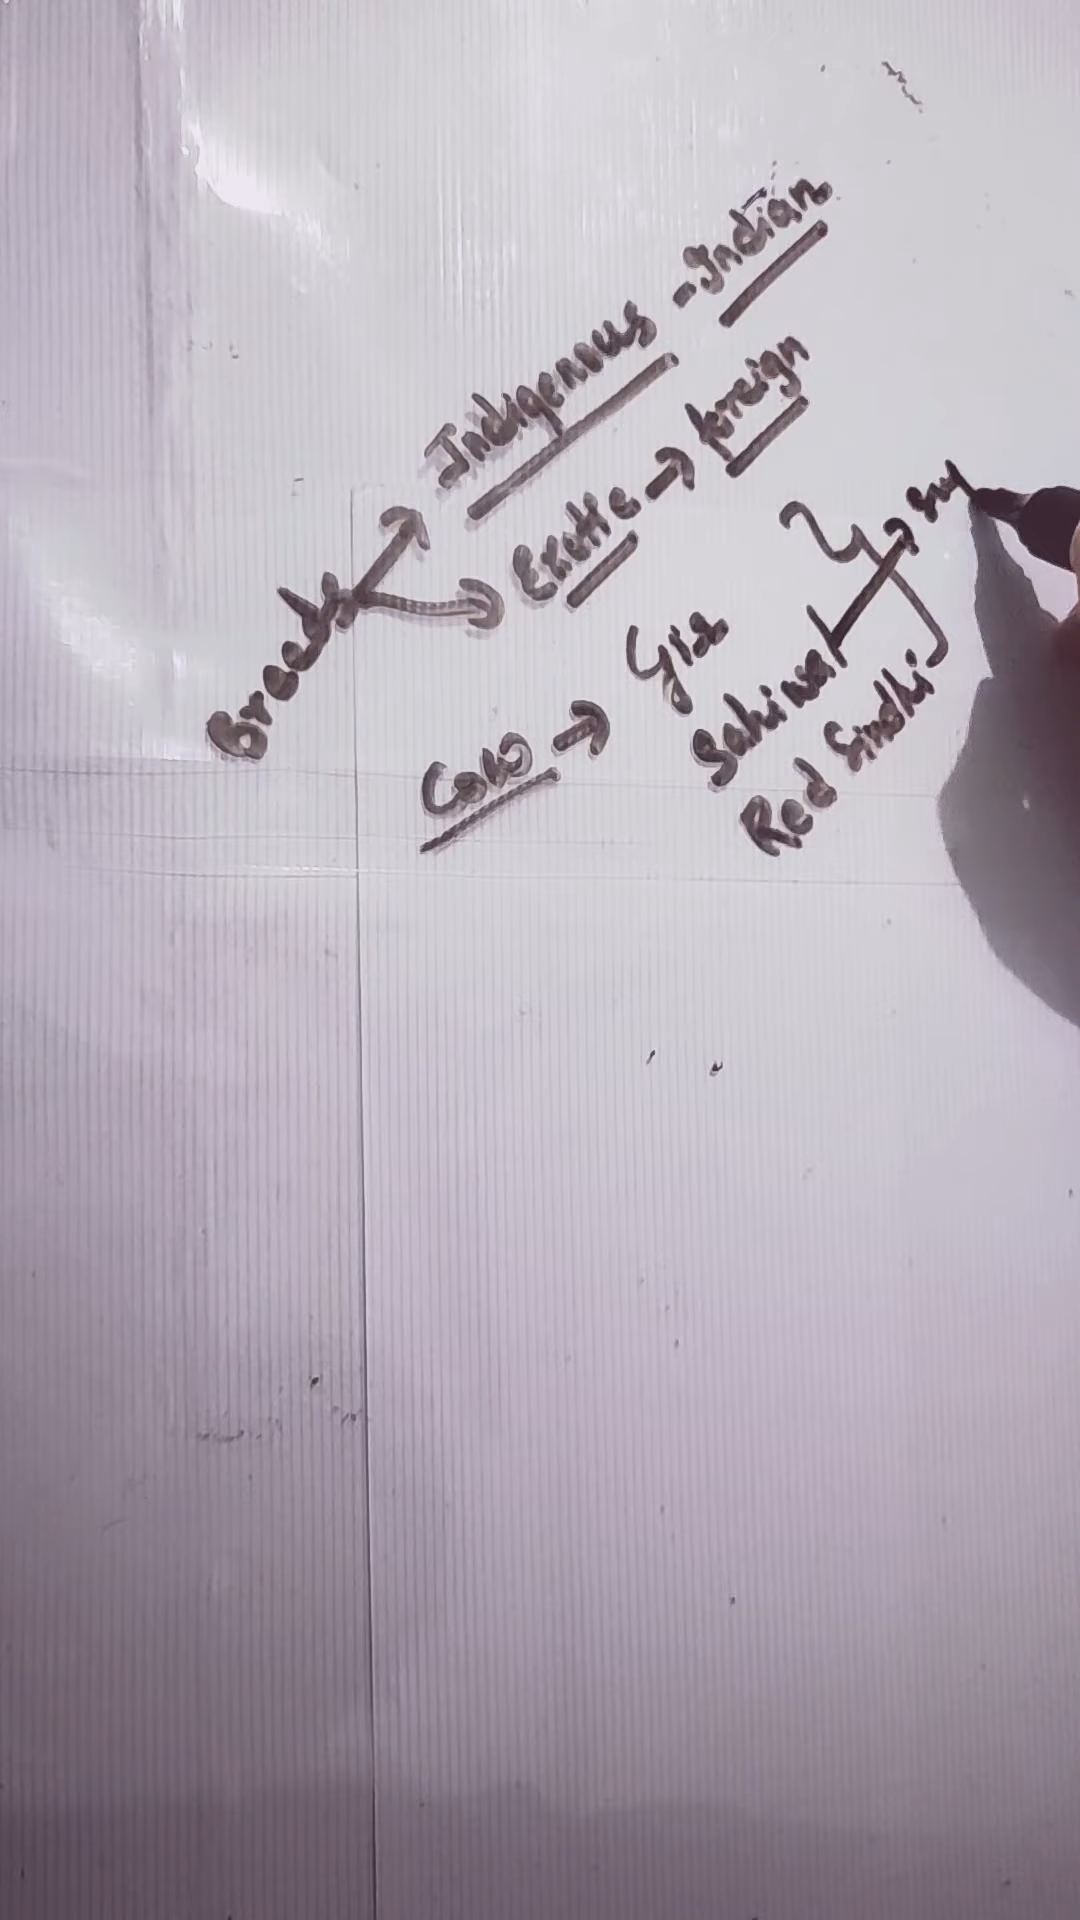 Breeds → Indigenous - Indian
→ Exotic → foreign
Cows → Gir
Sahiwal
Red Sindhi